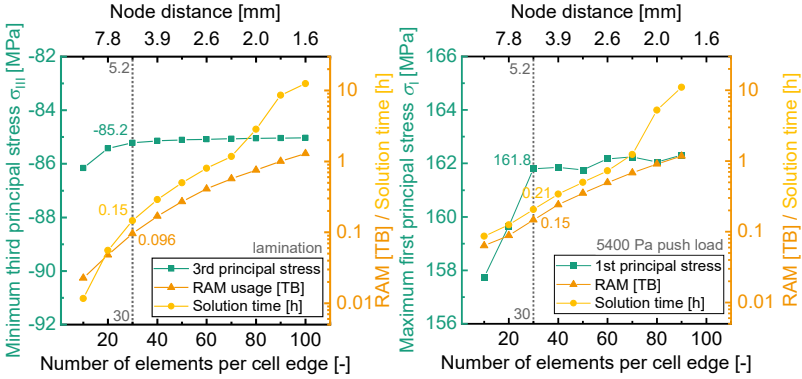 Node distance [mm]
7.8 3.9 2.6 2.0 1.6
Minimum third principal stress σIII [MPa]
-82
-84
-86
-88
-90
-92
5.2
-85.2
0.15
0.096
lamination
3rd principal stress
RAM usage [TB]
Solution time [h]
30
10
1
0.1
0.01
RAM [TB] / Solution time [h]
20 40 60 80 100
Number of elements per cell edge [-]
Node distance [mm]
7.8 3.9 2.6 2.0 1.6
Maximum first principal stress σI [MPa]
166
164
162
160
158
156
5.2
161.8
0.21
0.15
5400 Pa push load
1st principal stress
RAM [TB]
Solution time [h]
30
10
1
0.1
0.01
RAM [TB] / Solution time [h]
20 40 60 80 100
Number of elements per cell edge [-]